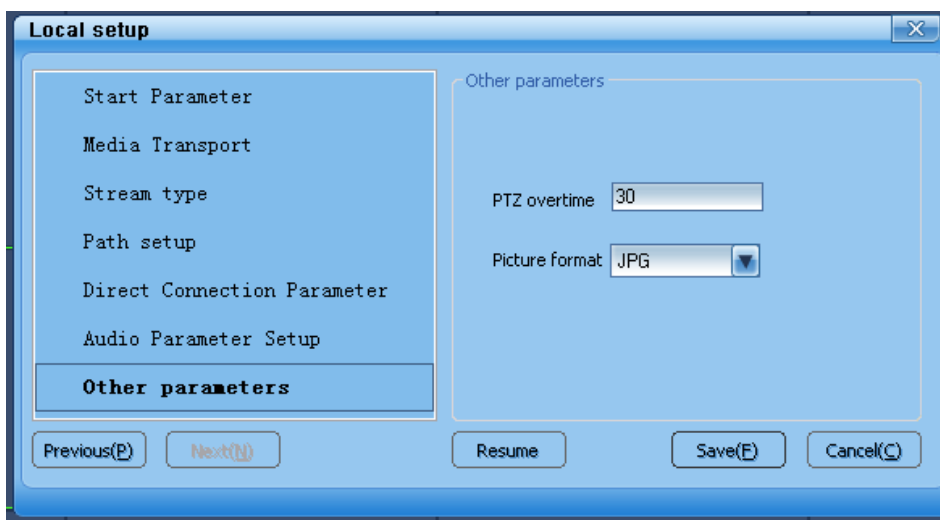 Local setup
Start Parameter
Media Transport
Stream type
Path setup
Direct Connection Parameter
Audio Parameter Setup
Other parameters
Other parameters
PTZ overtime 30
Picture format JPG
Previous(P) Next(N) Resume Save(F) Cancel(C)